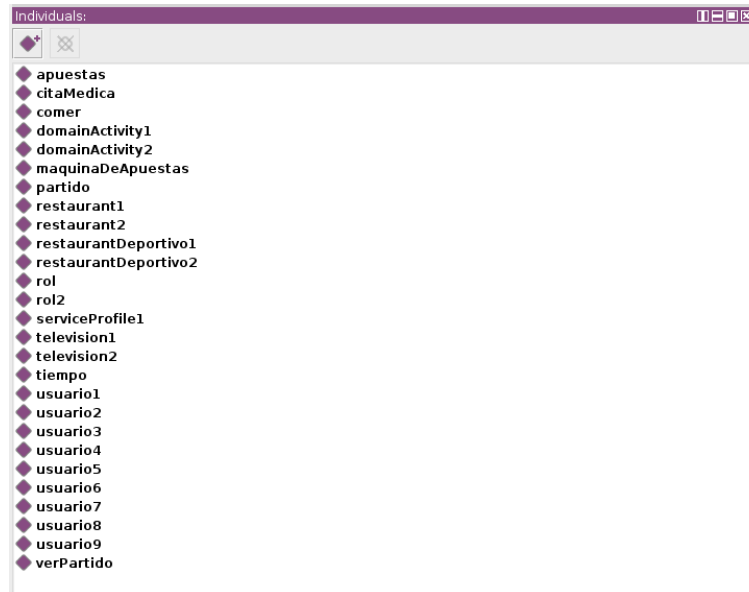 Individuals:
apuestas
citaMedica
comer
domainActivity1
domainActivity2
maquinaDeApuestas
partido
restaurant1
restaurant2
restaurantDeportivo1
restaurantDeportivo2
rol
rol2
serviceProfile1
television1
television2
tiempo
usuario1
usuario2
usuario3
usuario4
usuario5
usuario6
usuario7
usuario8
usuario9
verPartido